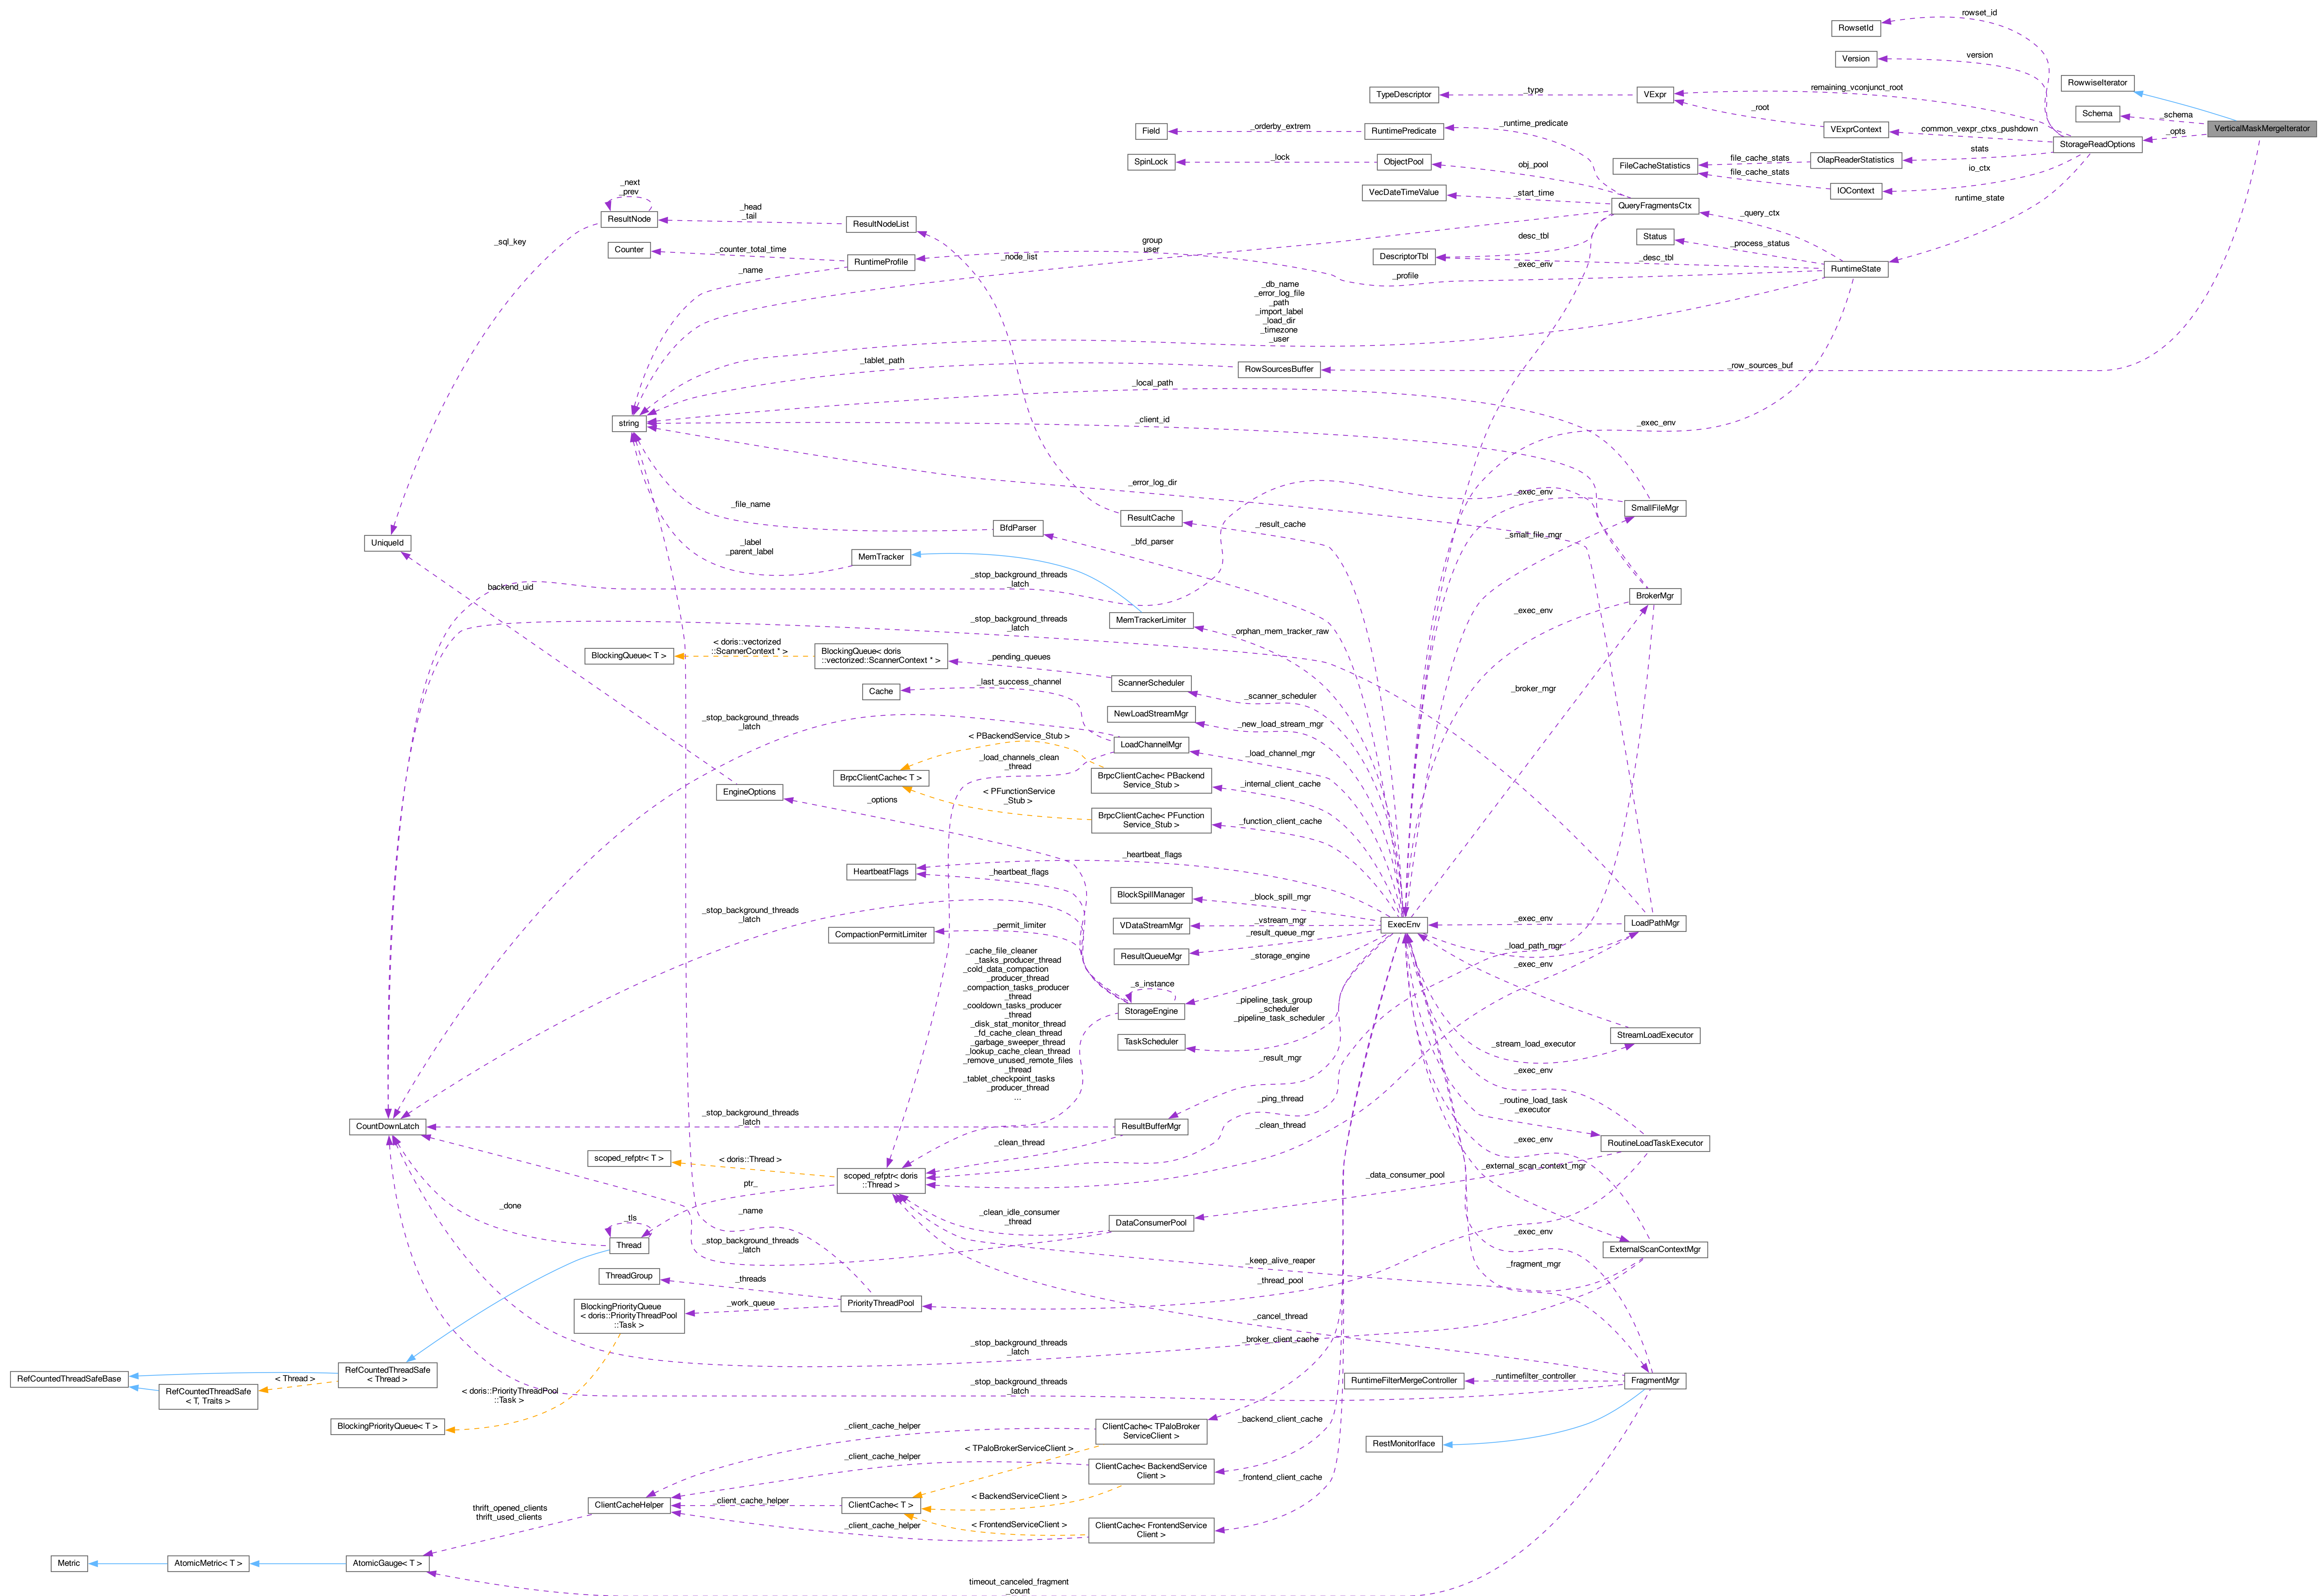 rowset_id
RowsetId
version
Version
RowwiseIterator
remaining_vconjunct_root
_type
TypeDescriptor
VExpr
_root
Schema
_schema
VerticalMaskMergeIterator
_runtime_predicate
_orderby_extrem
Field
RuntimePredicate
VExprContext
common_vexpr_ctxs_pushdown
_opts
StorageReadOptions
_lock
SpinLock
ObjectPool
obj_pool
FileCacheStatistics
file_cache_stats
OlapReaderStatistics
stats
file_cache_stats
IOContext
io_ctx
_next
_prev
VecDateTimeValue
_start_time
runtime_state
ResultNode
_head
_tail
ResultNodeList
QueryFragmentsCtx
_query_ctx
_sql_key
Counter
_counter_total_time
RuntimeProfile
group
user
_node_list
desc_tbl
Status
_process_status
DescriptorTbl
_desc_tbl
_exec_env
RuntimeState
_name
_profile
_db_name
_error_log_file
_path
_import_label
_load_dir
_timezone
_user
_tablet_path
RowSourcesBuffer
_row_sources_buf
_local_path
string
_client_id
_exec_env
_error_log_dir
_exec_env
_file_name
BfdParser
ResultCache
_result_cache
SmallFileMgr
UniqueId
_label
_parent_label
MemTracker
_bfd_parser
_small_file_mgr
backend_uid
_stop_background_threads
_latch
BrokerMgr
_stop_background_threads
_latch
MemTrackerLimiter
_orphan_mem_tracker_raw
_exec_env
BlockingQueue< T >
< doris::vectorized
::ScannerContext * >
BlockingQueue< doris
::vectorized::ScannerContext * >
_pending_queues
ScannerScheduler
_scanner_scheduler
_broker_mgr
Cache
_last_success_channel
NewLoadStreamMgr
_new_load_stream_mgr
_stop_background_threads
_latch
< PBackendService_Stub >
LoadChannelMgr
_load_channel_mgr
_load_channels_clean
_thread
BrpcClientCache< T >
BrpcClientCache< PBackend
Service_Stub >
_internal_client_cache
EngineOptions
_options
< PFunctionService
_Stub >
BrpcClientCache< PFunction
Service_Stub >
_function_client_cache
_heartbeat_flags
HeartbeatFlags
_heartbeat_flags
BlockSpillManager
_block_spill_mgr
_stop_background_threads
_latch
CompactionPermitLimiter
_permit_limiter
VDataStreamMgr
_vstream_mgr
ExecEnv
_exec_env
LoadPathMgr
_result_queue_mgr
ResultQueueMgr
_storage_engine
_load_path_mgr
_exec_env
_cache_file_cleaner
_tasks_producer_thread
_cold_data_compaction
_producer_thread
_compaction_tasks_producer
_thread
_cooldown_tasks_producer
_thread
_disk_stat_monitor_thread
_fd_cache_clean_thread
_garbage_sweeper_thread
_lookup_cache_clean_thread
_remove_unused_remote_files
_thread
_tablet_checkpoint_tasks
_producer_thread
...
_s_instance
StorageEngine
_pipeline_task_group
_scheduler
_pipeline_task_scheduler
TaskScheduler
_result_mgr
StreamLoadExecutor
_stream_load_executor
_exec_env
_ping_thread
_routine_load_task
_executor
CountDownLatch
_stop_background_threads
_latch
ResultBufferMgr
_clean_thread
_clean_thread
_exec_env
RoutineLoadTaskExecutor
scoped_refptr< T >
< doris::Thread >
scoped_refptr< doris
::Thread >
_data_consumer_pool
_external_scan_context_mgr
ptr_
_done
_tls
_name
_clean_idle_consumer
_thread
DataConsumerPool
_exec_env
Thread
_stop_background_threads
_latch
ExternalScanContextMgr
_keep_alive_reaper
_fragment_mgr
ThreadGroup
_threads
_thread_pool
BlockingPriorityQueue
< doris::PriorityThreadPool
::Task >
_work_queue
PriorityThreadPool
_cancel_thread
_stop_background_threads
_latch
_broker_client_cache
RefCountedThreadSafeBase
RefCountedThreadSafe
< Thread >
< Thread >
RefCountedThreadSafe
< T, Traits >
_stop_background_threads
_latch
RuntimeFilterMergeController
_runtimefilter_controller
FragmentMgr
< doris::PriorityThreadPool
::Task >
BlockingPriorityQueue< T >
_client_cache_helper
ClientCache< TPaloBroker
ServiceClient >
_backend_client_cache
RestMonitorIface
< TPaloBrokerServiceClient >
_client_cache_helper
ClientCache< BackendService
Client >
_frontend_client_cache
< BackendServiceClient >
ClientCacheHelper
_client_cache_helper
ClientCache< T >
thrift_opened_clients
thrift_used_clients
_client_cache_helper
< FrontendServiceClient >
ClientCache< FrontendService
Client >
Metric
AtomicMetric< T >
AtomicGauge< T >
timeout_canceled_fragment
_count